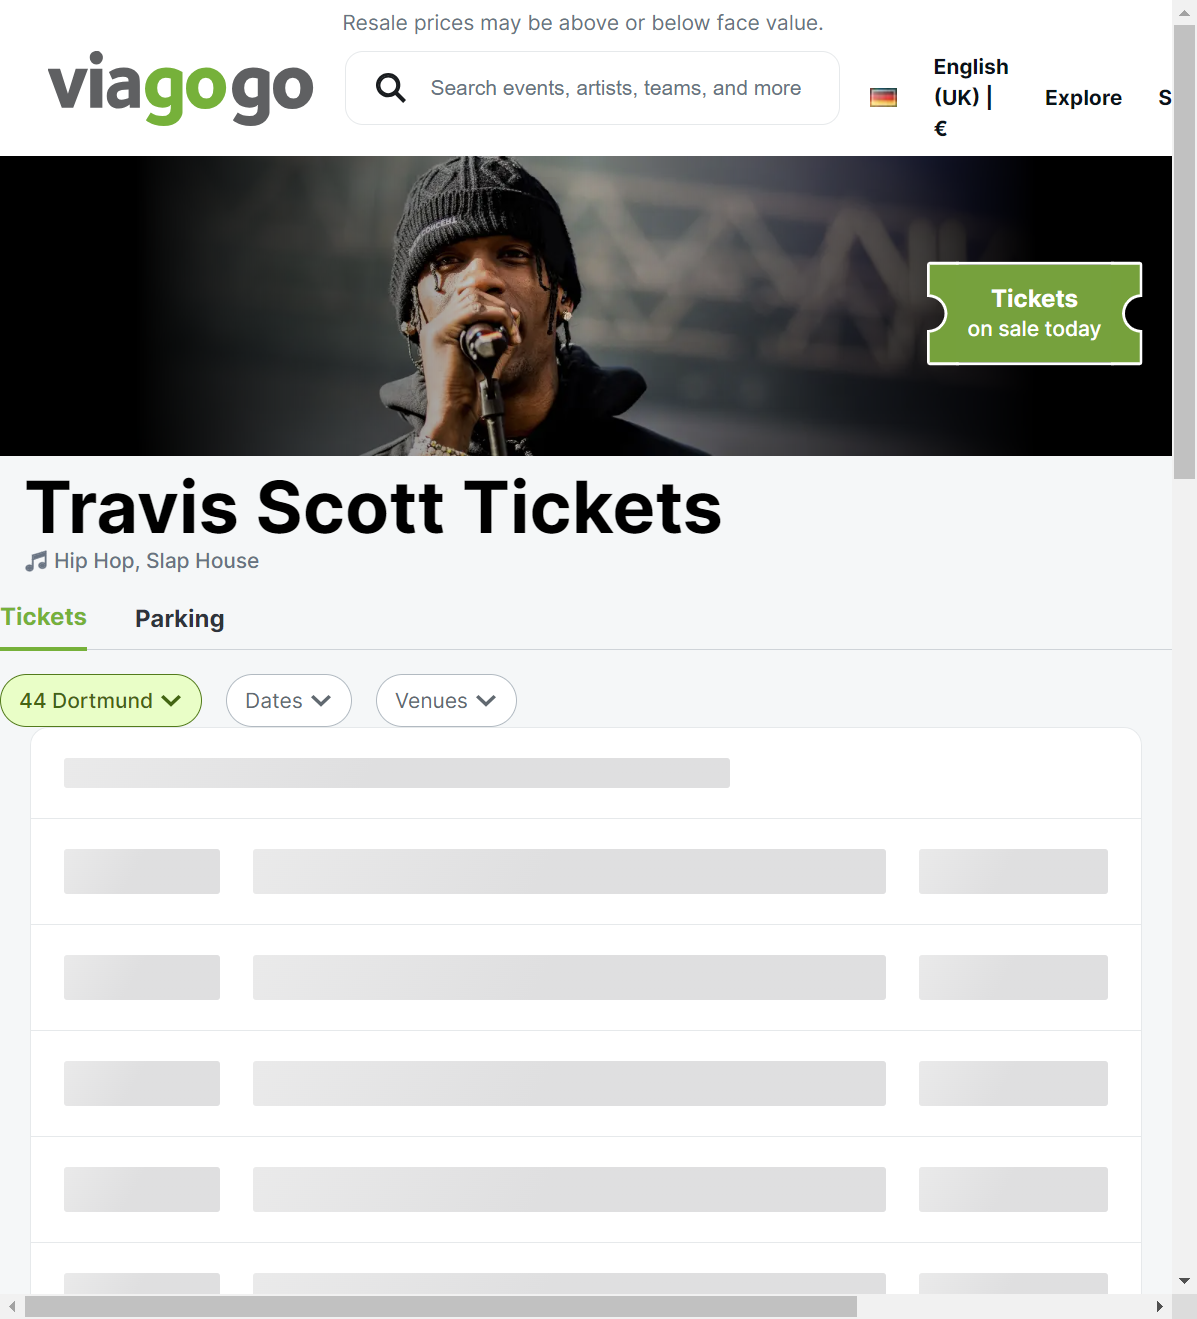 Resale prices may be above or below face value.
viagogo
Search events, artists, teams, and more
English
(UK) |
€
Explore
S
Tickets
on sale today
Travis Scott Tickets
Hip Hop, Slap House
Tickets
Parking
44 Dortmund
Dates
Venues